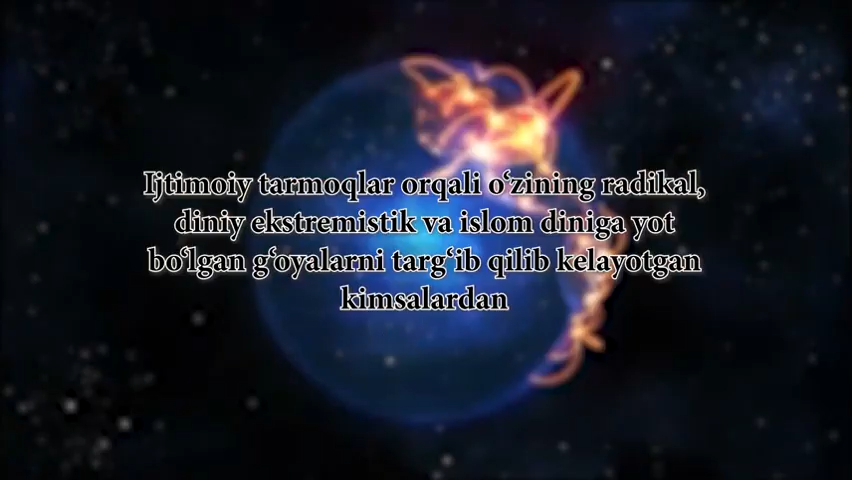 Ijtimoiy tarmoqlar orqali o‘zining radikal,
diniy ekstremistik va islom diniga yot
bo‘lgan g‘oyalarni targ‘ib qilib kelayotgan
kimsalardan